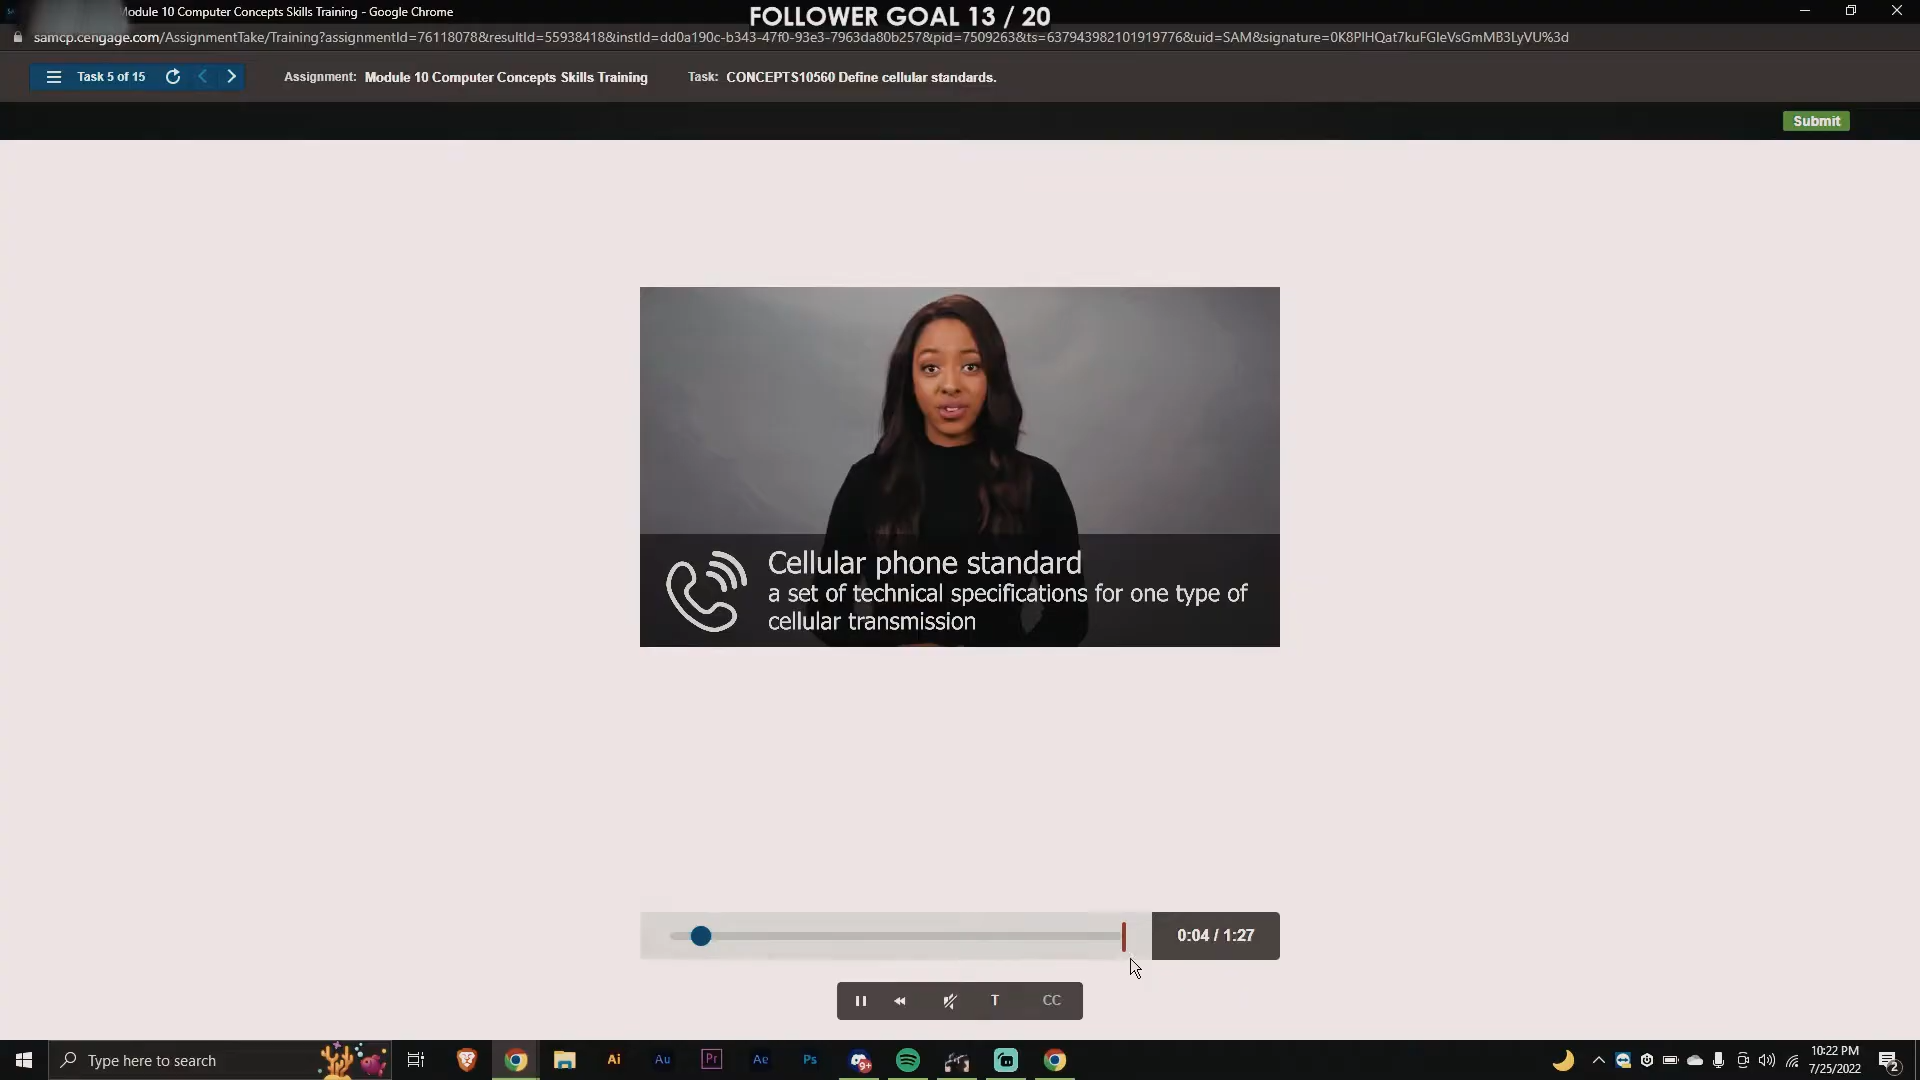 Module 10 Computer Concepts Skills Training - Google Chrome
FOLLOWER GOAL 13 / 20
samcp.cengage.com/AssignmentTake/Training?assignmentId=76118078&resultId=55938418&instId=dd0a190c-b343-47f0-93e3-7963da80b257&pid=7509263&ts=637943982101919776&uid=SAM&signature=0K8PlHQat7kuFGleVsGmMB3LyVU%3d
Task 5 of 15
Assignment: Module 10 Computer Concepts Skills Training
Task: CONCEPTS10560 Define cellular standards.
Submit
Cellular phone standard
a set of technical specifications for one type of
cellular transmission
0:04 / 1:27
T
CC
Type here to search
Ai
Au
Pr
Ae
Ps
9+
10:22 PM
7/25/2022
2